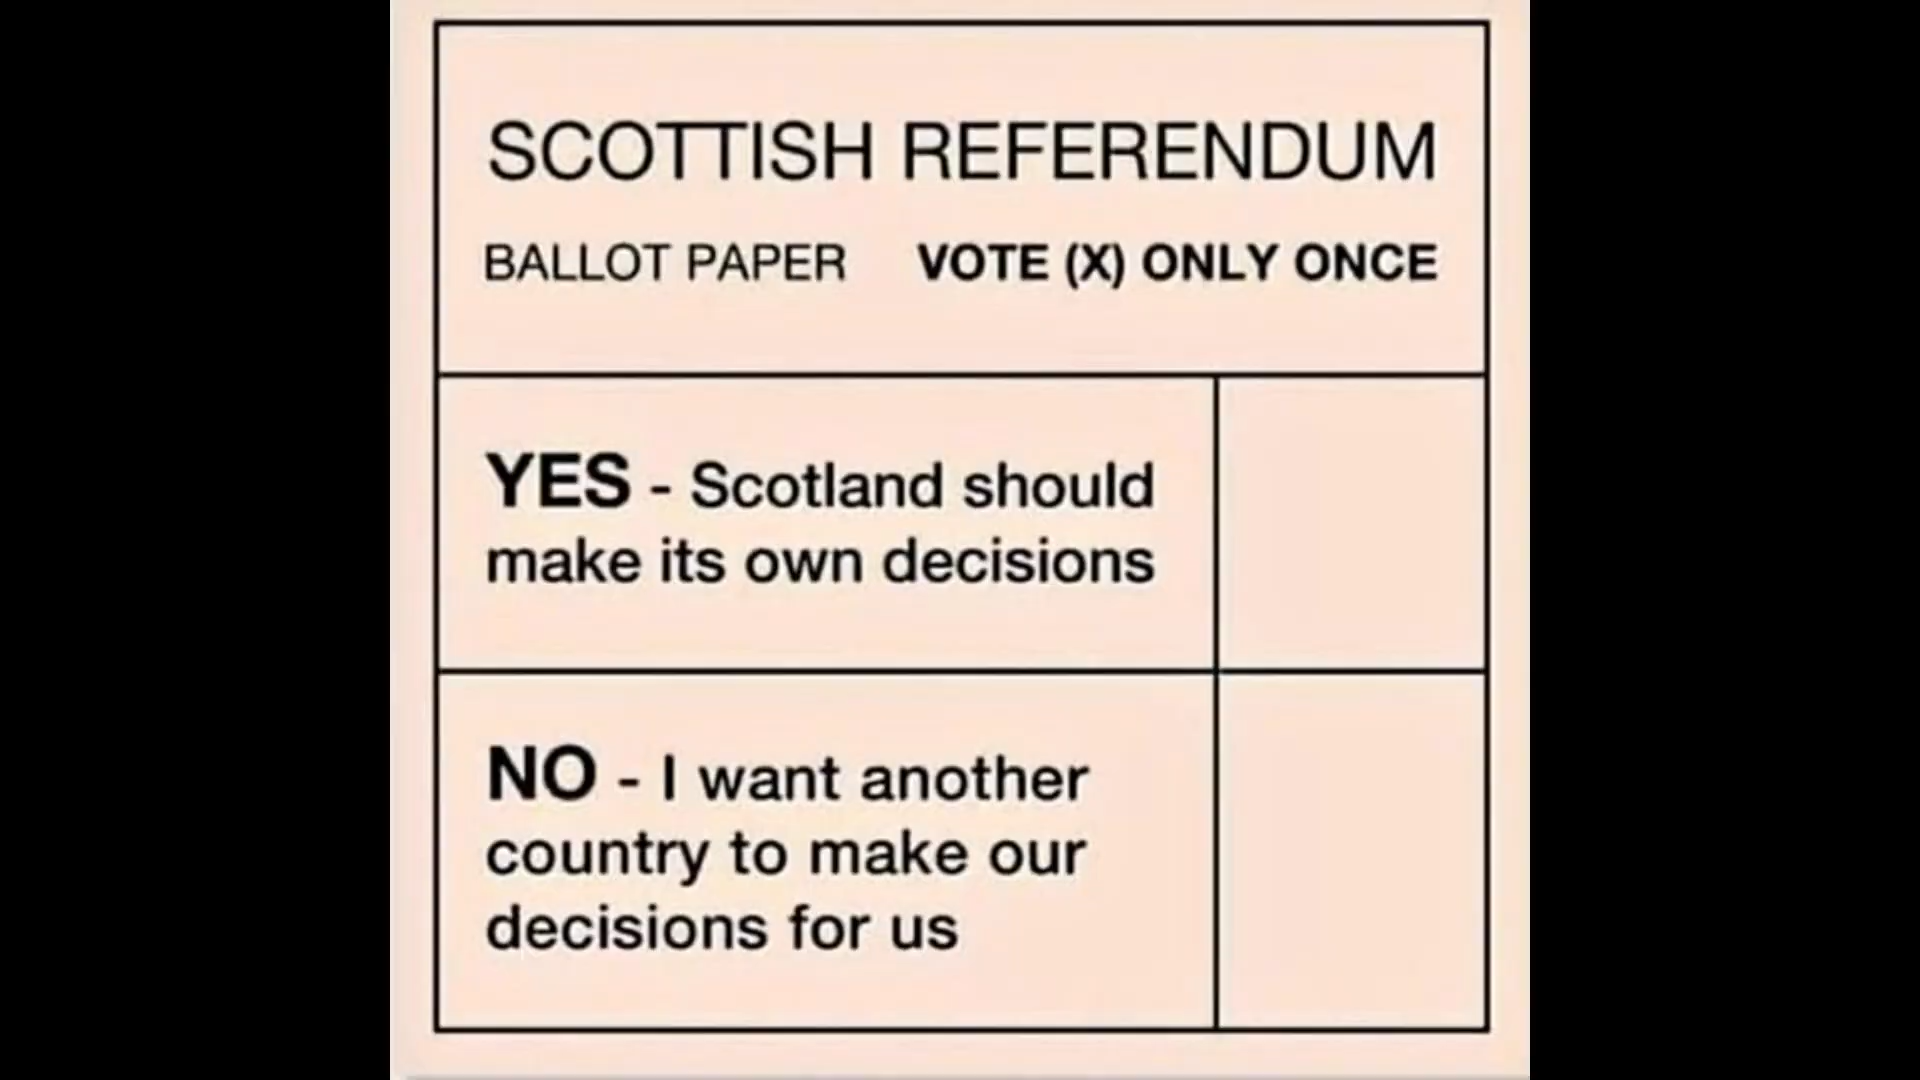 SCOTTISH REFERENDUM
BALLOT PAPER VOTE (X) ONLY ONCE
YES - Scotland should
make its own decisions
NO - I want another
country to make our
decisions for us